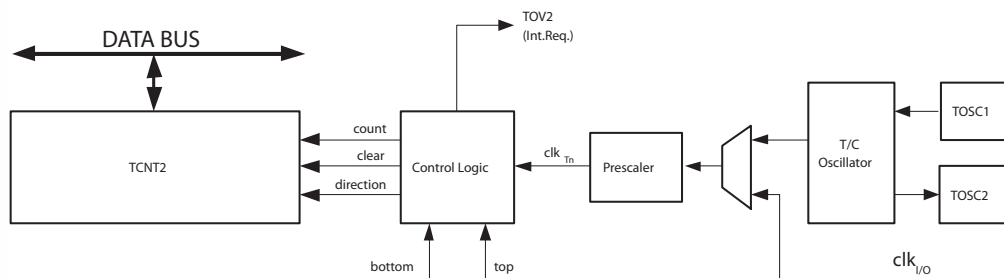 TOV2
(Int.Req.)
DATA BUS
TOSC1
count
T/C
Oscillator
TCNT2
clear
Control Logic
clk Tn
Prescaler
direction
TOSC2
bottom
top
clk I/O